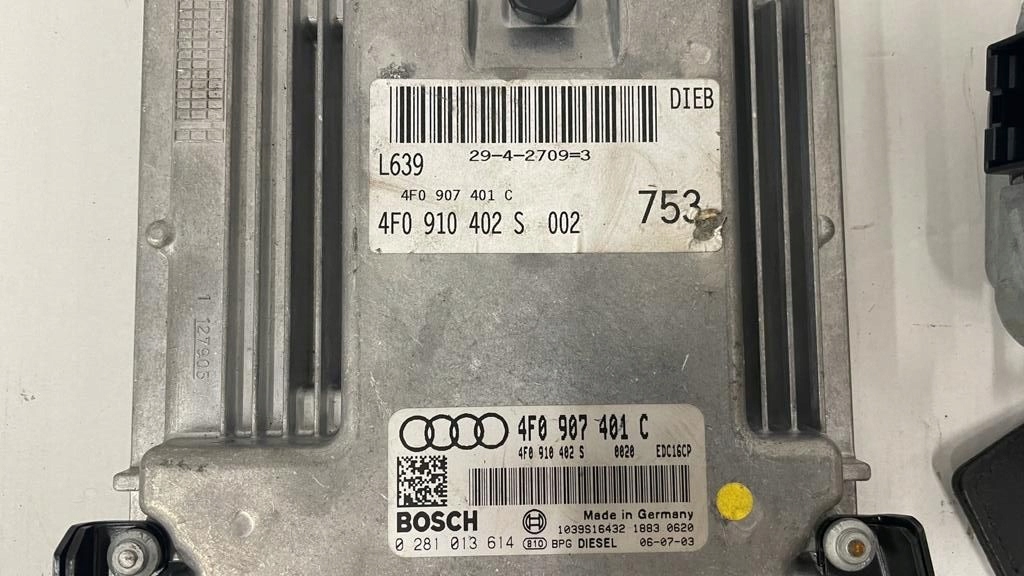 DIEB
29-4-2709=3
L639
4F0 907 401 C
753
4F0 910 402 S 002
1 127905
4F0 907 401 C
4F0 910 402 S 0020 EDC16CP
BOSCH
Made in Germany
1039S16432 1883 0620
0 281 013 614 810 BPG DIESEL 06-07-03